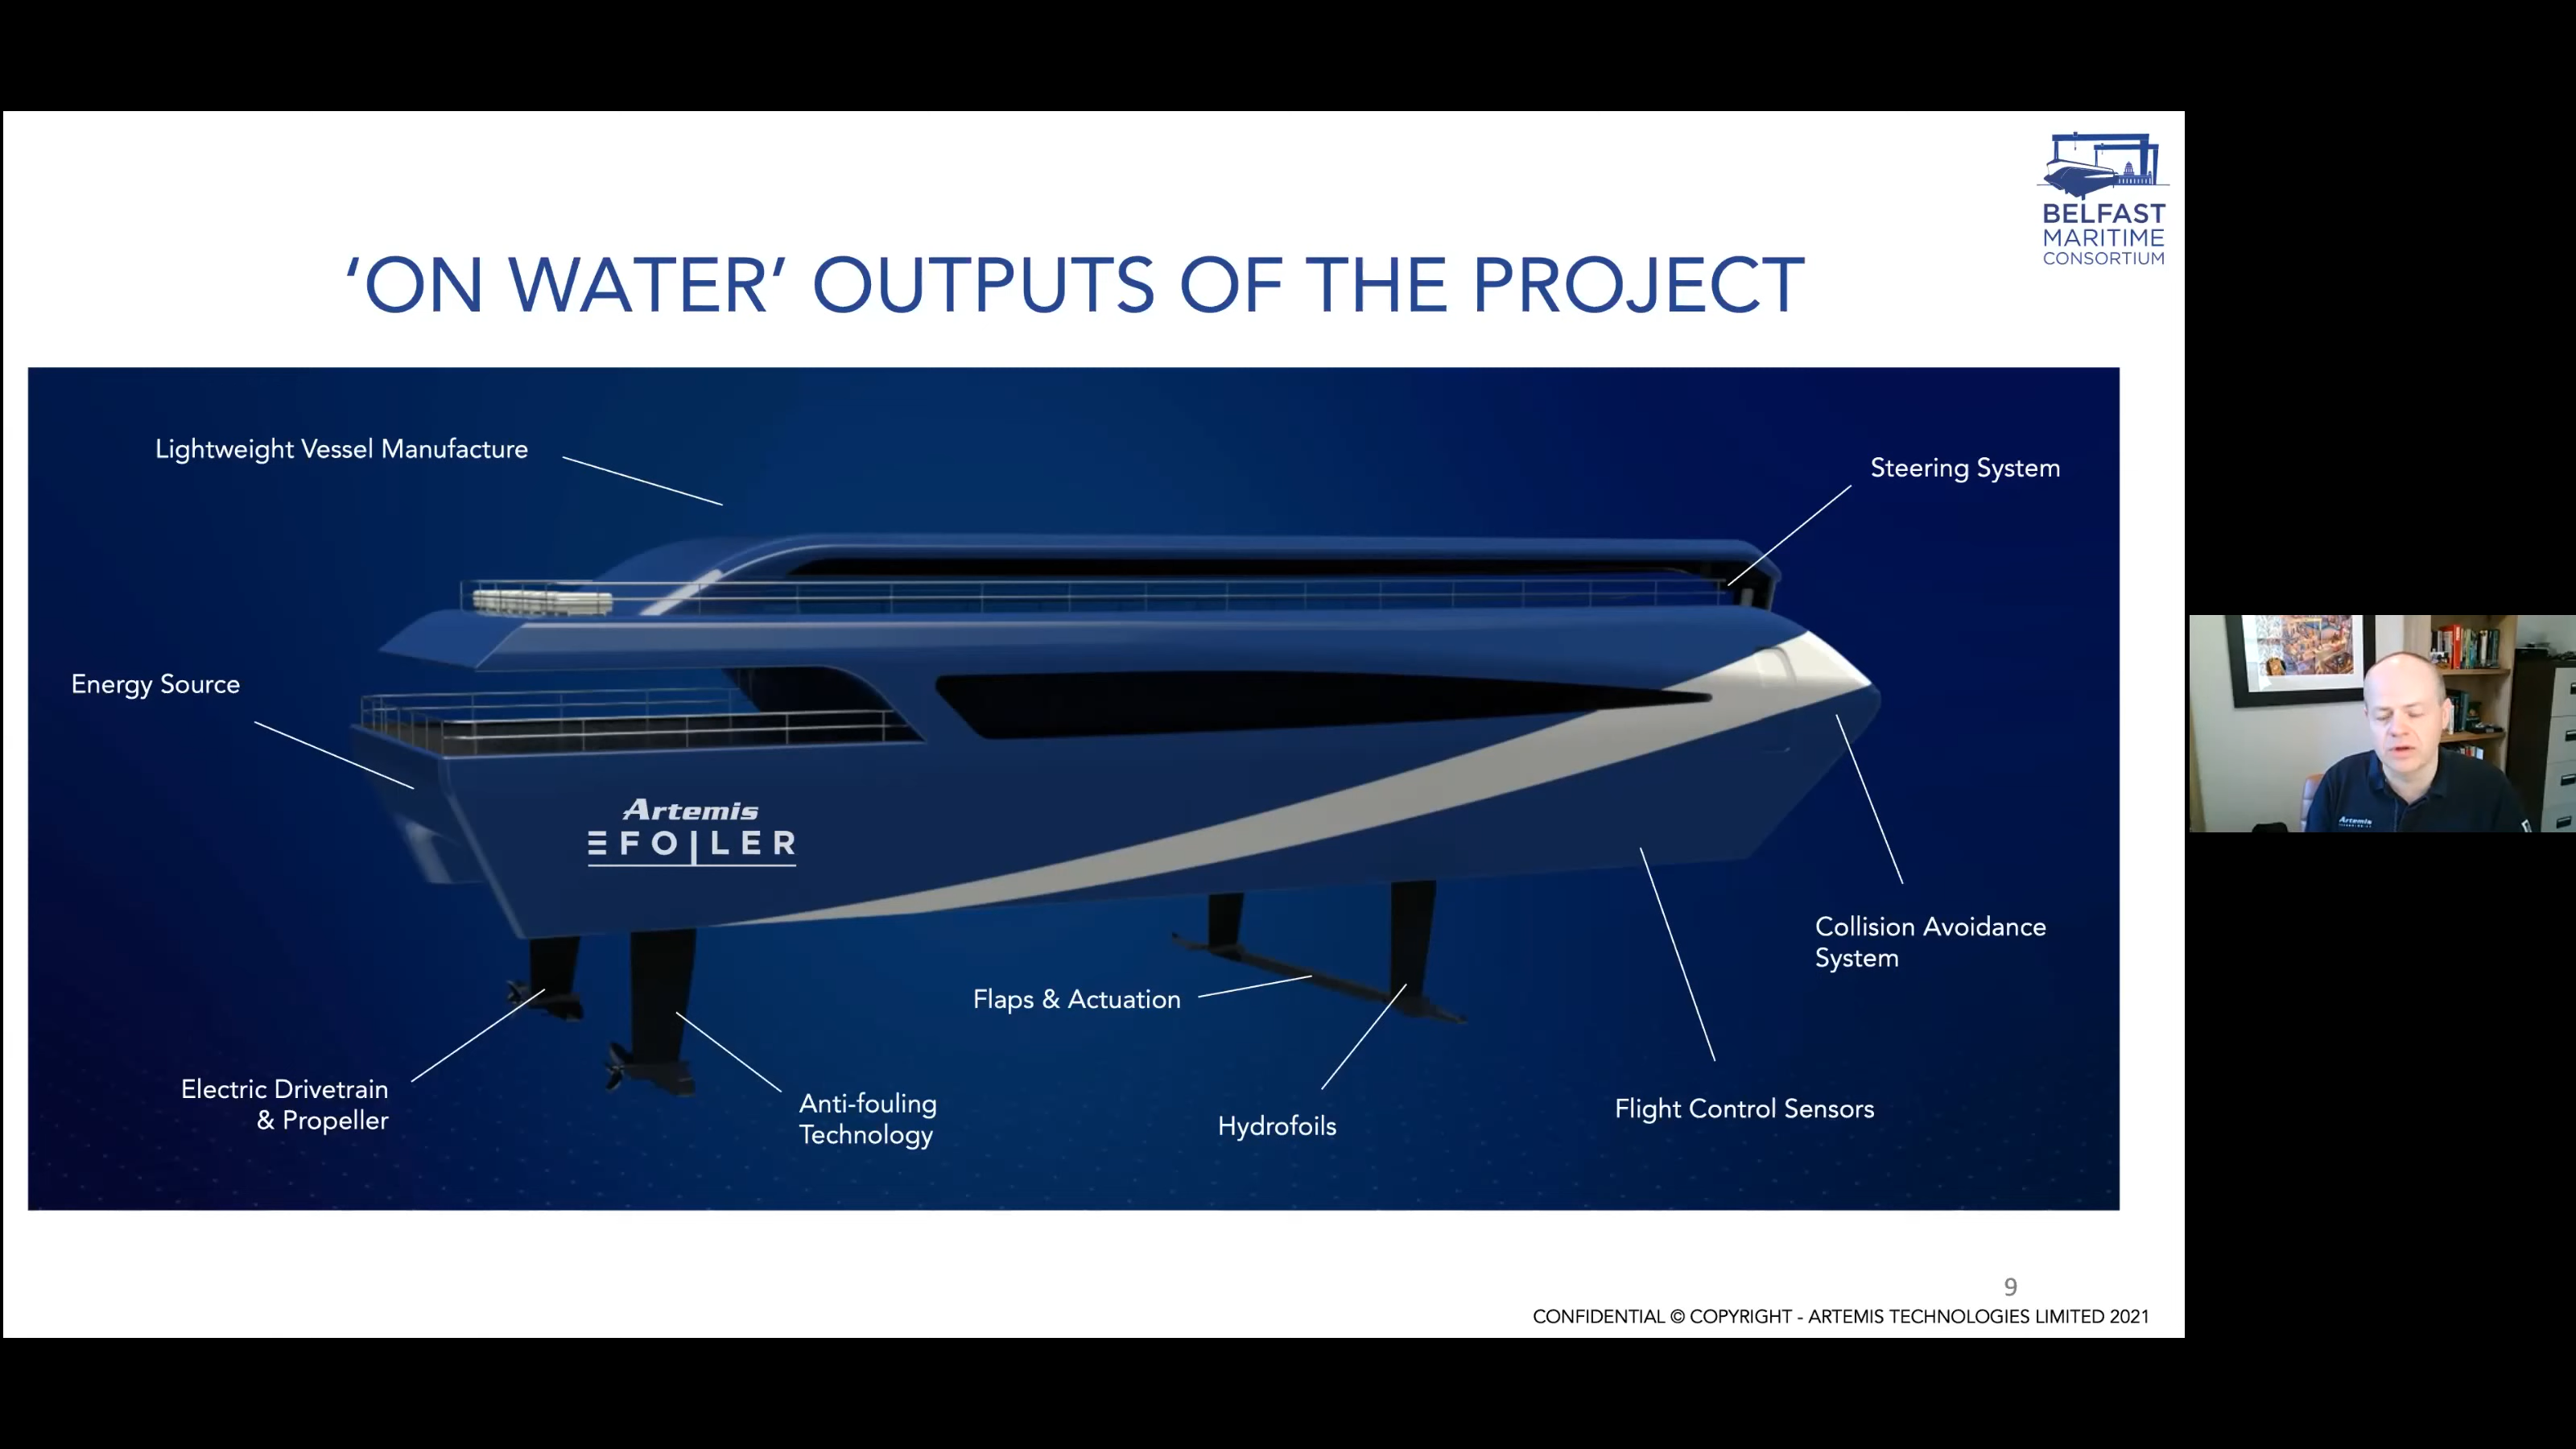 BELFAST
MARITIME
CONSORTIUM
‘ON WATER’ OUTPUTS OF THE PROJECT
Lightweight Vessel Manufacture
Steering System
Energy Source
Artemis
EFOILER
Collision Avoidance
System
Flaps & Actuation
Electric Drivetrain
& Propeller
Anti-fouling
Technology
Hydrofoils
Flight Control Sensors
9
CONFIDENTIAL © COPYRIGHT - ARTEMIS TECHNOLOGIES LIMITED 2021
Artemis